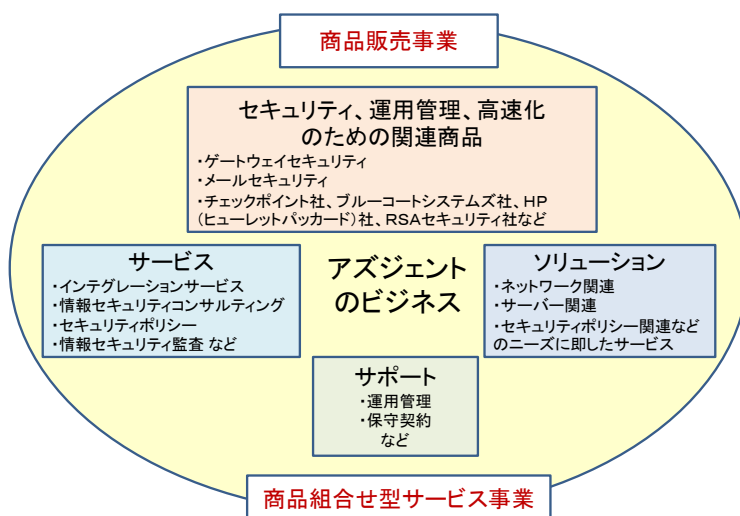 商品販売事業
セキュリティ、運用管理、高速化
のための関連商品
・ゲートウェイセキュリティ
・メールセキュリティ
・チェックポイント社、ブルーコートシステムズ社、HP
(ヒューレットパッカード)社、RSAセキュリティ社など
サービス
・インテグレーションサービス
・情報セキュリティコンサルティング
・セキュリティポリシー
・情報セキュリティ監査 など
アズジェント
のビジネス
ソリューション
・ネットワーク関連
・サーバー関連
・セキュリティポリシー関連など
のニーズに即したサービス
サポート
・運用管理
・保守契約
など
商品組合せ型サービス事業